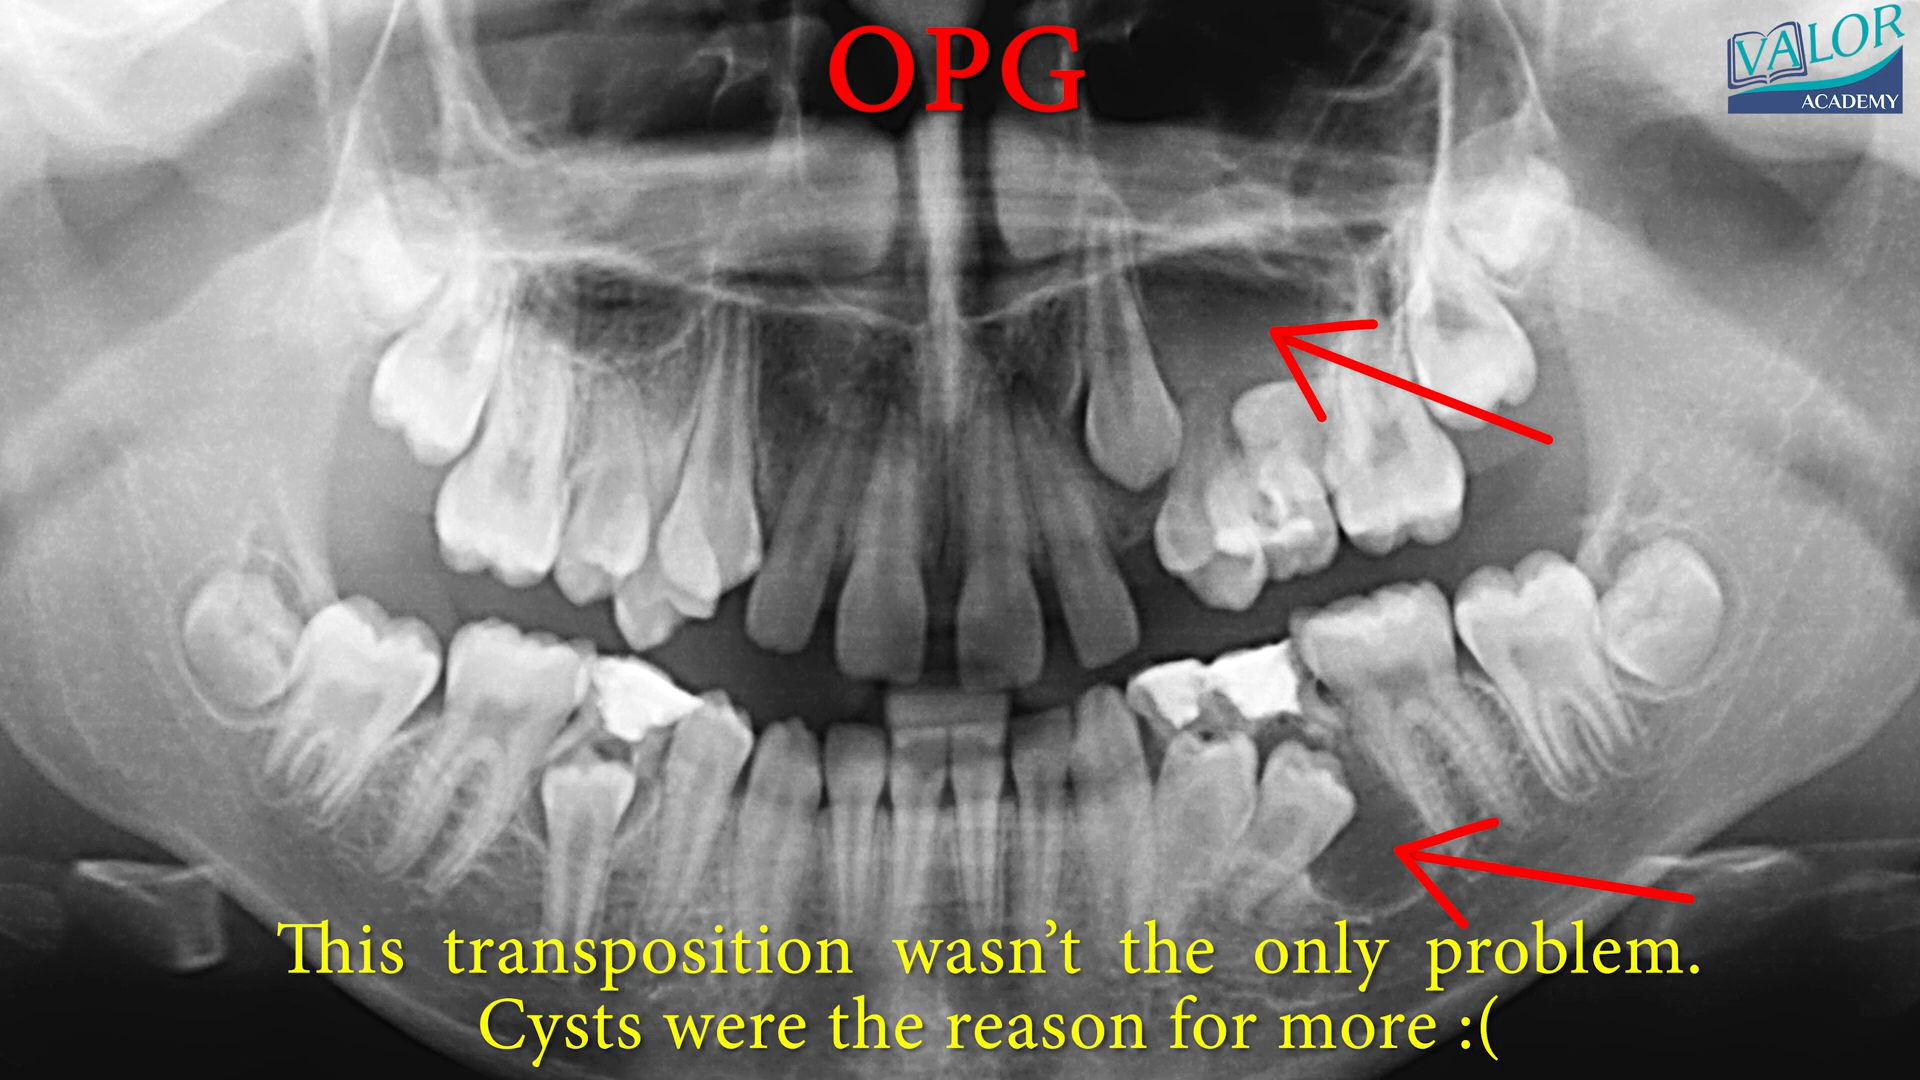 OPG
VALOR
ACADEMY
This transposition wasn't the only problem.
Cysts were the reason for more :(